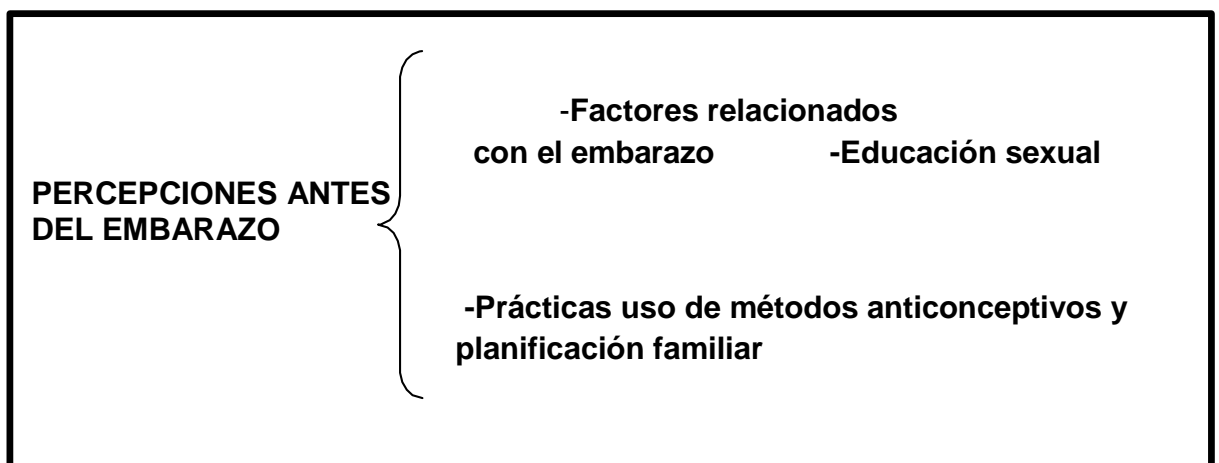 -Factores relacionados
con el embarazo -Educación sexual
PERCEPCIONES ANTES
DEL EMBARAZO
-Prácticas uso de métodos anticonceptivos y
planificación familiar